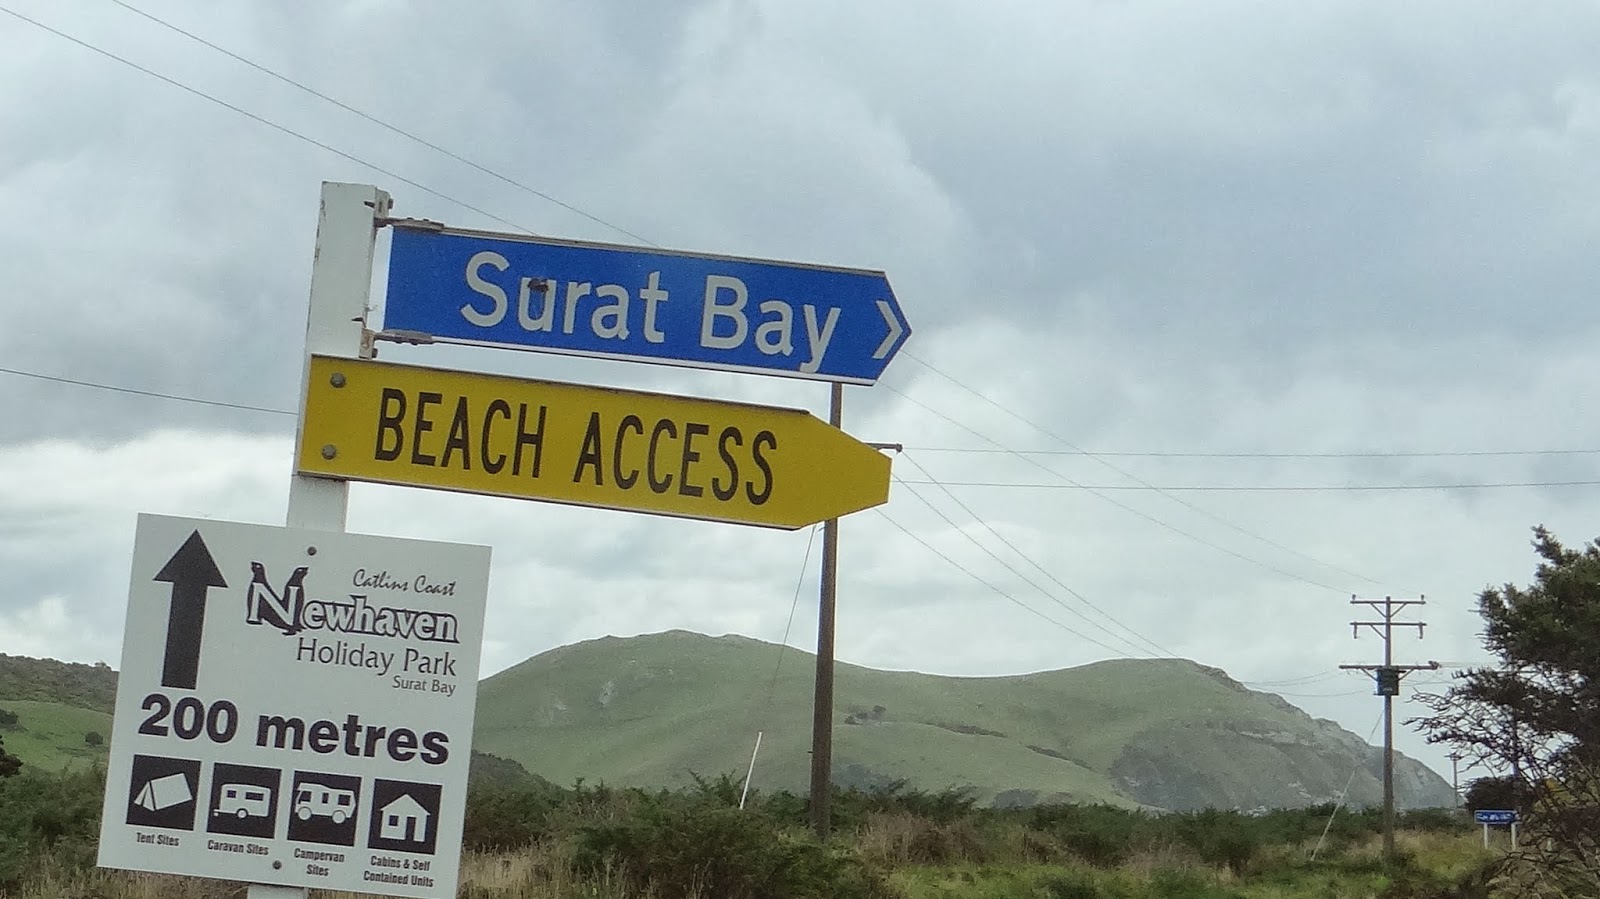 Surat Bay
BEACH ACCESS
Catlins Coast
Newhaven
Holiday Park
Surat Bay
200 metres
Tent Sites
Caravan Sites
Campervan
Sites
Cabins & Self
Contained Units